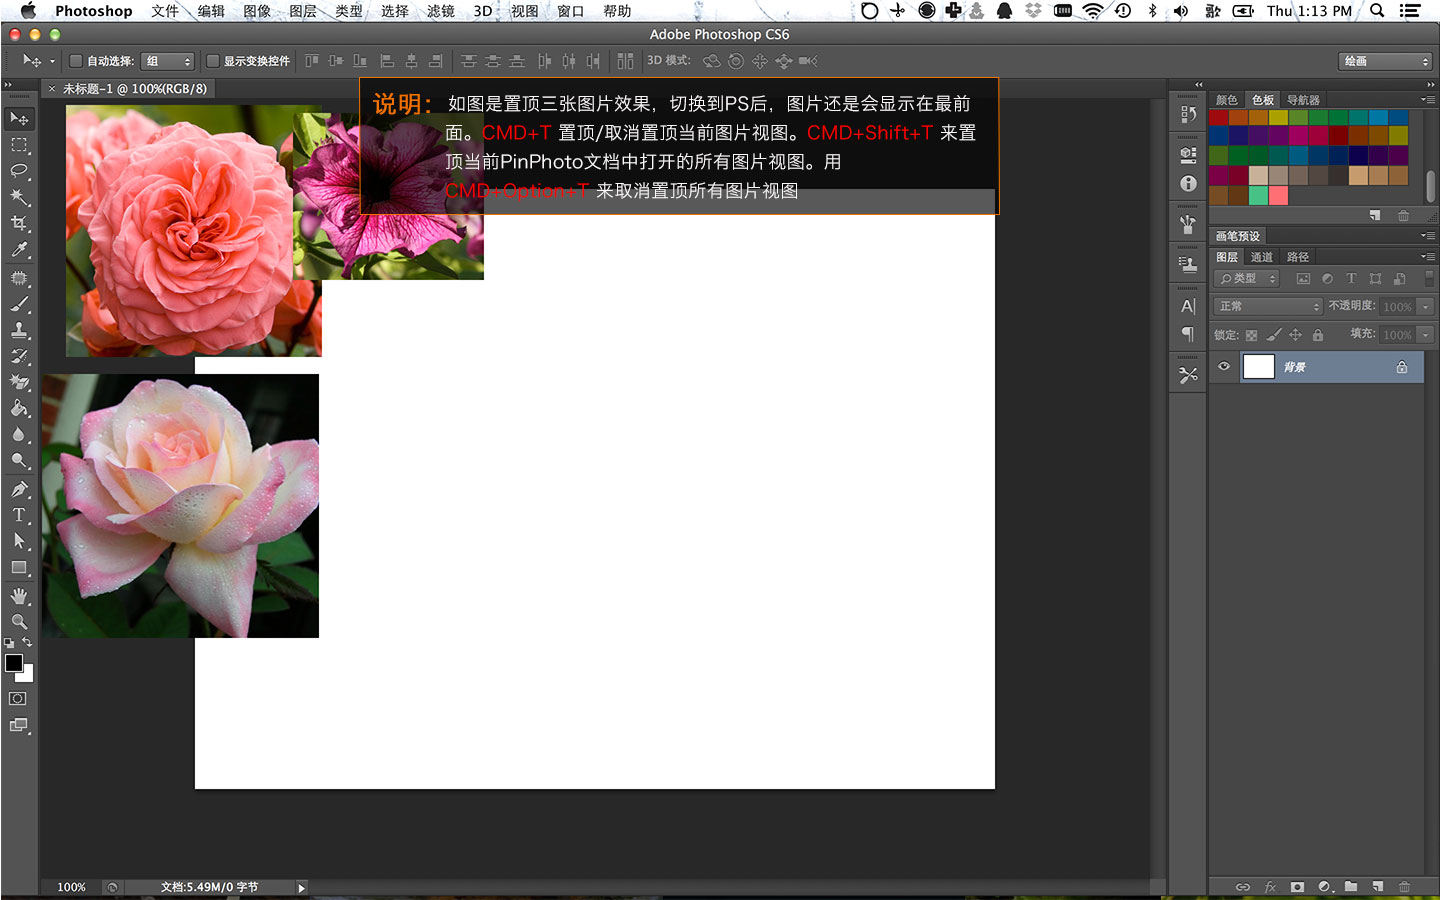 Photoshop 文件 编辑 图像 图层 类型 选择 滤镜 3D 视图 窗口 帮助 Thu 1:13 PM
Adobe Photoshop CS6
自动选择: 组 显示变换控件 3D 模式: 绘画
× 未标题-1 @ 100%(RGB/8)
说明： 如图是置顶三张图片效果，切换到PS后，图片还是会显示在最前
面。CMD+T 置顶/取消置顶当前图片视图。CMD+Shift+T 来置
顶当前PinPhoto文档中打开的所有图片视图。用
CMD+Option+T 来取消置顶所有图片视图
颜色 色板 导航器
画笔预设
图层 通道 路径
类型
正常 不透明度: 100%
锁定: 填充: 100%
背景
100% 文档:5.49M/0 字节